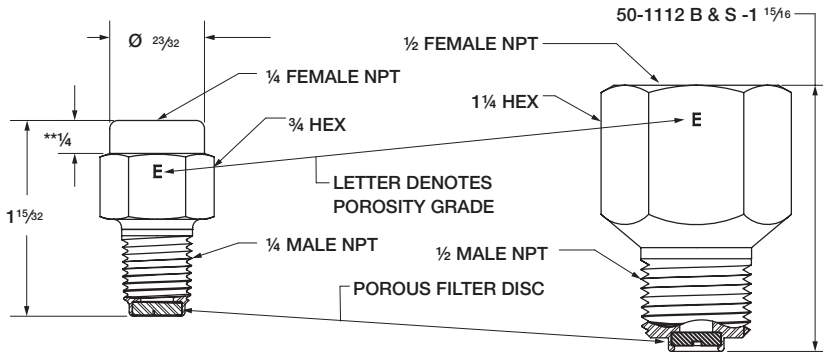 50-1112 B & S -1 15/16
Ø 23/32
½ FEMALE NPT
¼ FEMALE NPT
1¼ HEX
¾ HEX
**¼
E
E
LETTER DENOTES
POROSITY GRADE
1 15/32
¼ MALE NPT
½ MALE NPT
POROUS FILTER DISC